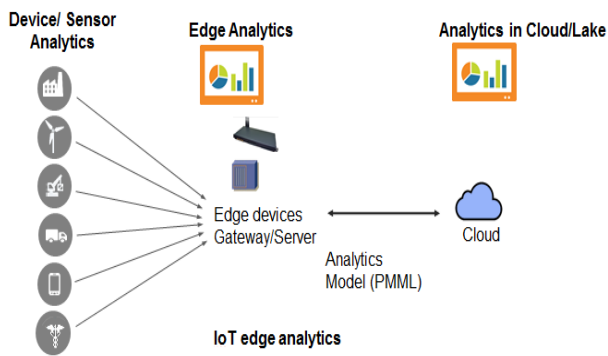 Device/ Sensor
Analytics
Edge Analytics
Analytics in Cloud/Lake
Edge devices
Gateway/Server
Cloud
Analytics
Model (PMML)
IoT edge analytics